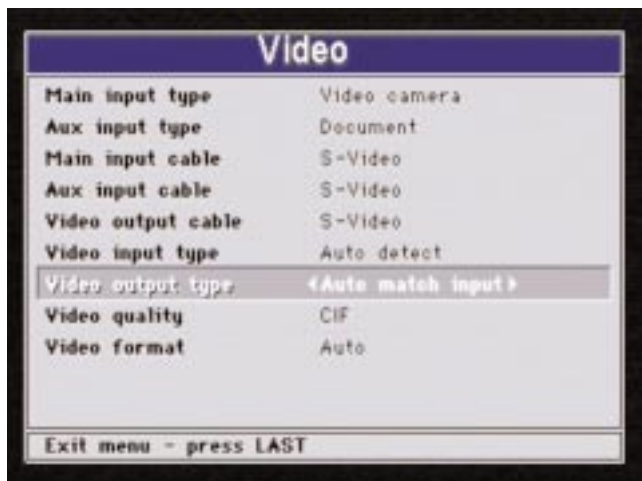 Video
Main input type Video camera
Aux input type Document
Main input cable S-Video
Aux input cable S-Video
Video output cable S-Video
Video input type Auto detect
Video output type ◂Auto match input▸
Video quality CIF
Video format Auto
Exit menu - press LAST